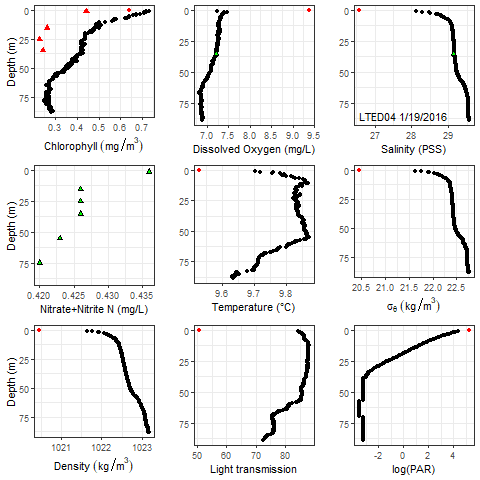 Depth (m)
0
25
50
75
0.3 0.4 0.5 0.6 0.7
Chlorophyll (mg/m³)
0
25
50
75
7.0 7.5 8.0 8.5 9.0 9.5
Dissolved Oxygen (mg/L)
0
25
50
75
LTED04 1/19/2016
27 28 29
Salinity (PSS)
Depth (m)
0
25
50
75
0.420 0.425 0.430 0.435
Nitrate+Nitrite N (mg/L)
0
25
50
75
9.6 9.7 9.8
Temperature (°C)
0
25
50
75
20.5 21.0 21.5 22.0 22.5
σθ (kg/m³)
Depth (m)
0
25
50
75
1021 1022 1023
Density (kg/m³)
0
25
50
75
50 60 70 80
Light transmission
0
25
50
75
-2 0 2 4
log(PAR)